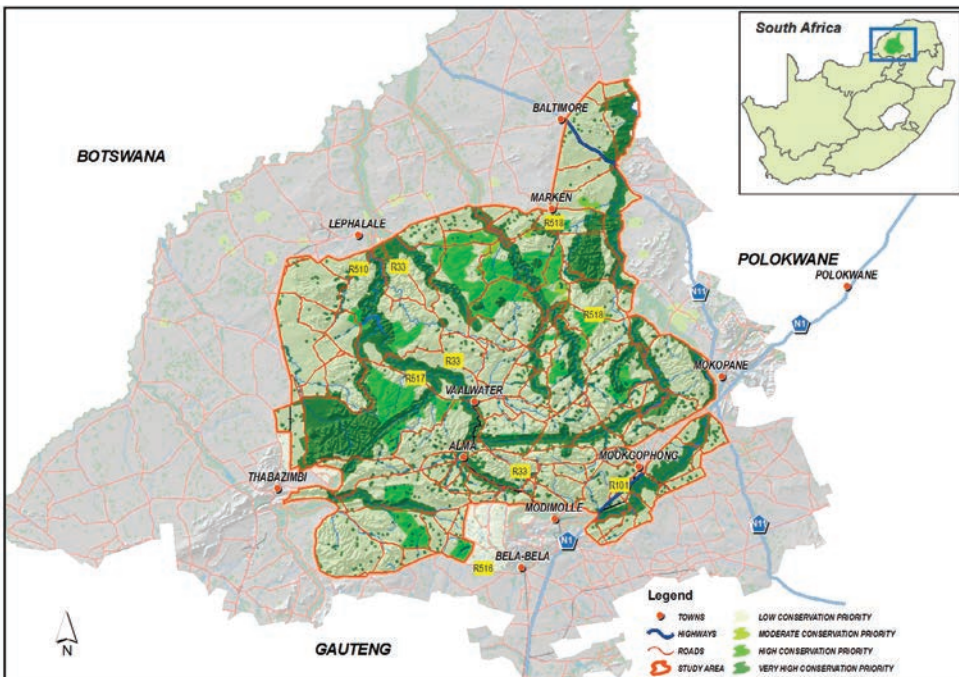 South Africa
BALTIMORE
BOTSWANA
MARKEN
R518
LEPHALALE
POLOKWANE
R510
R33
POLOKWANE
N11
R518
N1
R33
MOKOPANE
R517
VAALWATER
ALMA
MOOKGOPHONG
R33
THABAZIMBI
R101
MODIMOLLE
N11
N1
BELA-BELA
R516
Legend
TOWNS
HIGHWAYS
ROADS
STUDY AREA
LOW CONSERVATION PRIORITY
MODERATE CONSERVATION PRIORITY
HIGH CONSERVATION PRIORITY
VERY HIGH CONSERVATION PRIORITY
N
GAUTENG